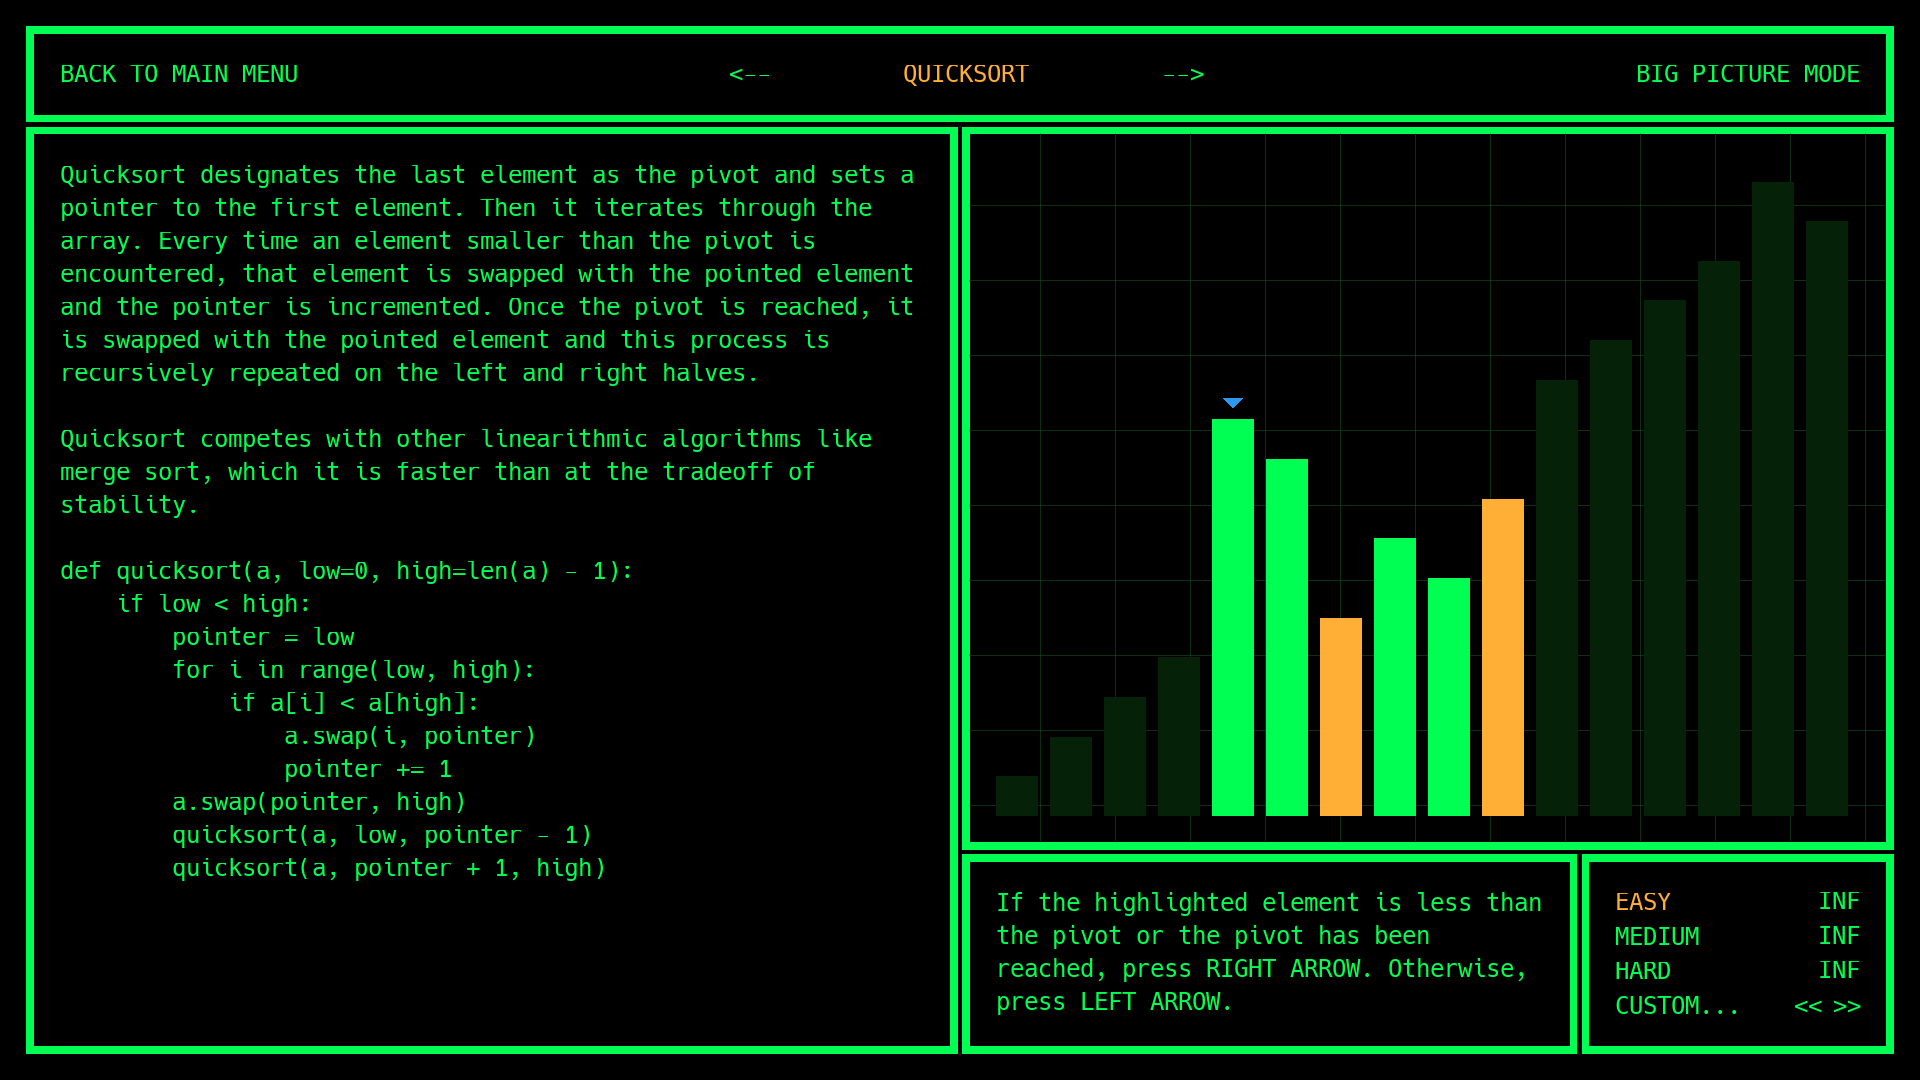 BACK TO MAIN MENU <-- QUICKSORT --> BIG PICTURE MODE
Quicksort designates the last element as the pivot and sets a
pointer to the first element. Then it iterates through the
array. Every time an element smaller than the pivot is
encountered, that element is swapped with the pointed element
and the pointer is incremented. Once the pivot is reached, it
is swapped with the pointed element and this process is
recursively repeated on the left and right halves.
Quicksort competes with other linearithmic algorithms like
merge sort, which it is faster than at the tradeoff of
stability.
def quicksort(a, low=0, high=len(a) - 1):
    if low < high:
        pointer = low
        for i in range(low, high):
            if a[i] < a[high]:
                a.swap(i, pointer)
                pointer += 1
        a.swap(pointer, high)
        quicksort(a, low, pointer - 1)
        quicksort(a, pointer + 1, high)
If the highlighted element is less than
the pivot or the pivot has been
reached, press RIGHT ARROW. Otherwise,
press LEFT ARROW.
EASY INF
MEDIUM INF
HARD INF
CUSTOM... << >>